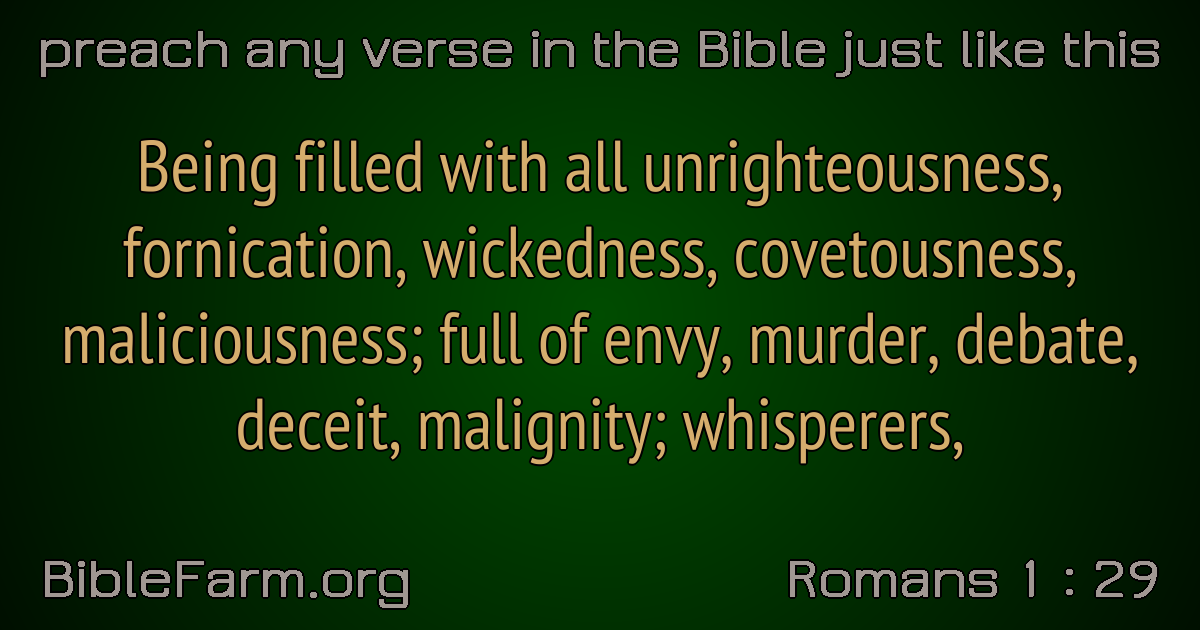 preach any verse in the Bible just like this
Being filled with all unrighteousness,
fornication, wickedness, covetousness,
maliciousness; full of envy, murder, debate,
deceit, malignity; whisperers,
BibleFarm.org
Romans 1 : 29